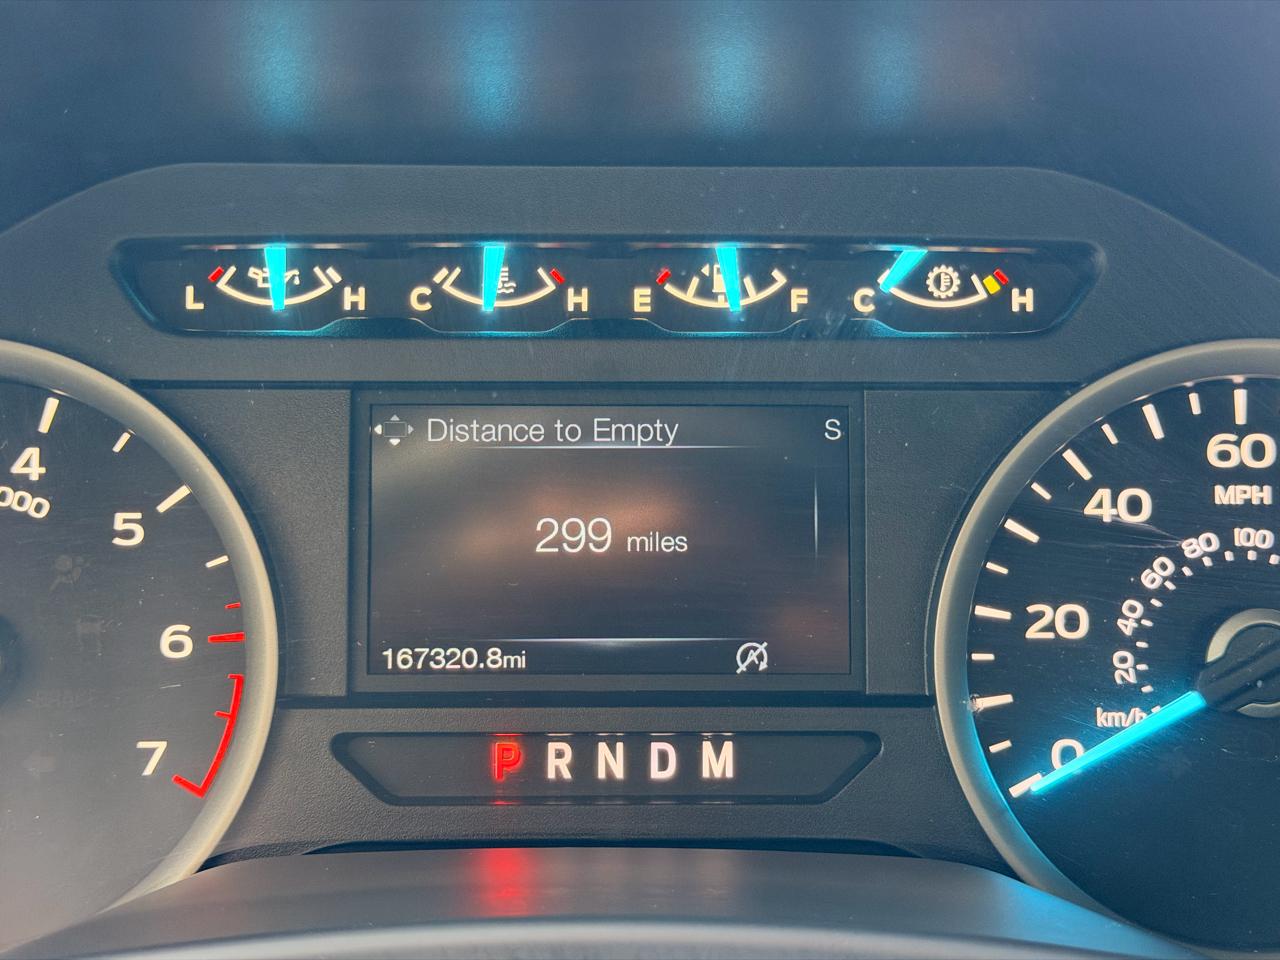 L H C H E F C H
Distance to Empty S
299 miles
167320.8mi
P R N D M
4
000
5
6
7
60
MPH
40
20
0
100
80
60
40
20
km/h